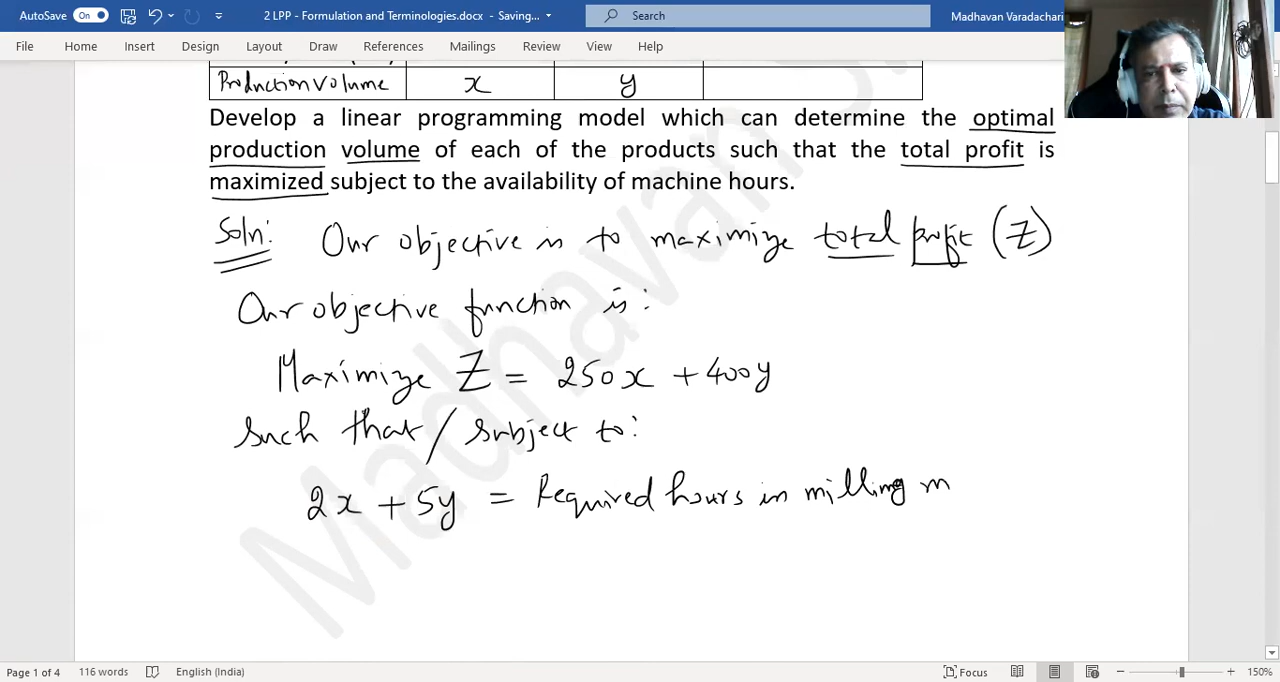 AutoSave On 2 LPP - Formulation and Terminologies.docx - Saving... Search Madhavan Varadachari
File Home Insert Design Layout Draw References Mailings Review View Help
Production Volume x y
Develop a linear programming model which can determine the optimal
production volume of each of the products such that the total profit is
maximized subject to the availability of machine hours.
Soln: Our objective is to maximize total profit (Z)
Our objective function is:
Maximize Z = 250x + 400y
such that / subject to:
2x + 5y = Required hours in milling m
Madhavan S
Page 1 of 4 116 words English (India) Focus 150%